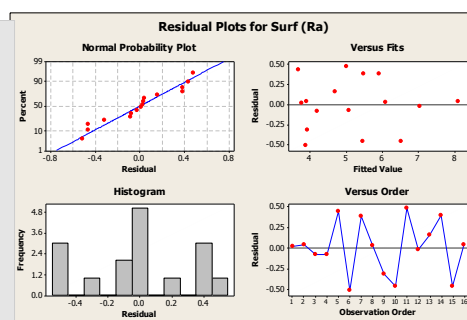 Residual Plots for Surf (Ra)
Normal Probability Plot
Versus Fits
99
90
50
10
1
Percent
-0.8
-0.4
0.0
0.4
0.8
Residual
0.50
0.25
0.00
-0.25
-0.50
Residual
4
5
6
7
8
Fitted Value
Histogram
Versus Order
4.8
3.6
2.4
1.2
0.0
Frequency
-0.4
-0.2
0.0
0.2
0.4
Residual
0.50
0.25
0.00
-0.25
-0.50
Residual
1 2 3 4 5 6 7 8 9 10 11 12 13 14 15 16
Observation Order